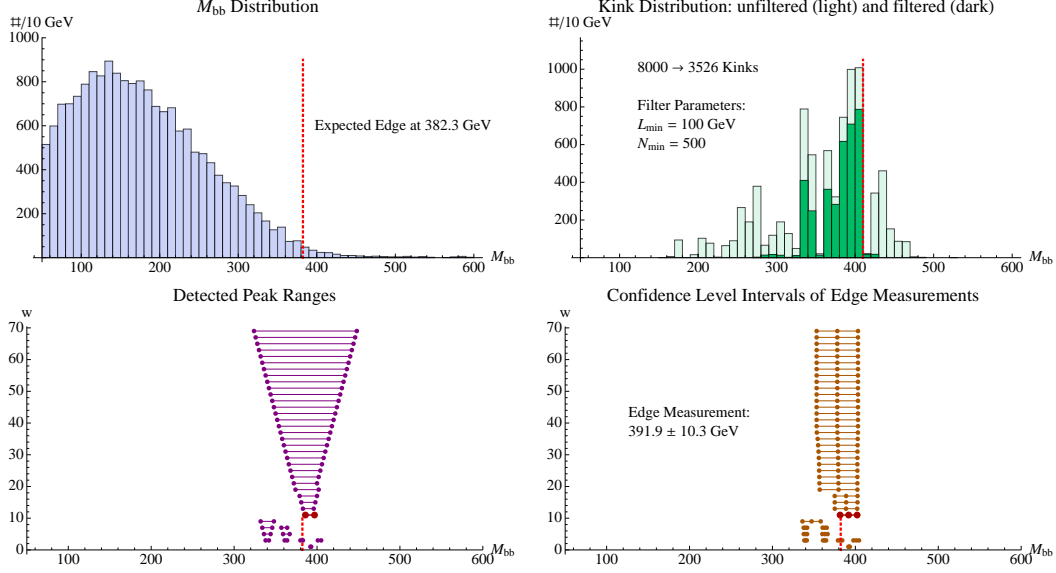 M_bb Distribution
⌗/10 GeV
1000
800
600
400
200
100 200 300 400 500 600 M_bb
Expected Edge at 382.3 GeV
Kink Distribution: unfiltered (light) and filtered (dark)
⌗/10 GeV
1000
800
600
400
200
100 200 300 400 500 600 M_bb
8000 → 3526 Kinks
Filter Parameters:
L_min = 100 GeV
N_min = 500
Detected Peak Ranges
w
70
60
50
40
30
20
10
0
100 200 300 400 500 600 M_bb
Confidence Level Intervals of Edge Measurements
w
70
60
50
40
30
20
10
0
100 200 300 400 500 600 M_bb
Edge Measurement:
391.9 ± 10.3 GeV